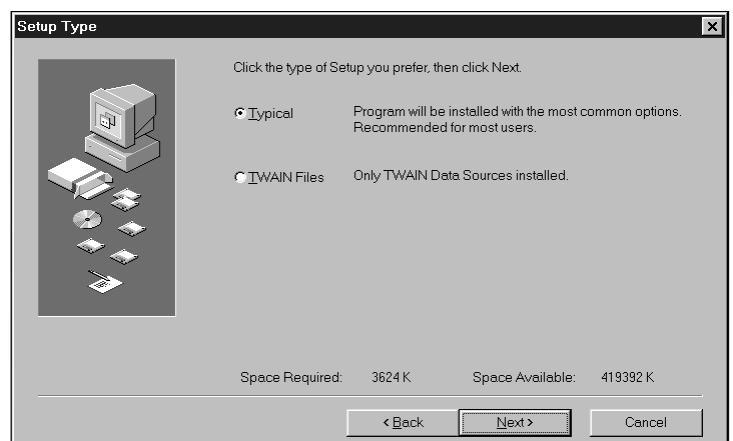 Setup Type
Click the type of Setup you prefer, then click Next.
Typical Program will be installed with the most common options.
Recommended for most users.
TWAIN Files Only TWAIN Data Sources installed.
Space Required: 3624 K Space Available: 419392 K
< Back Next > Cancel